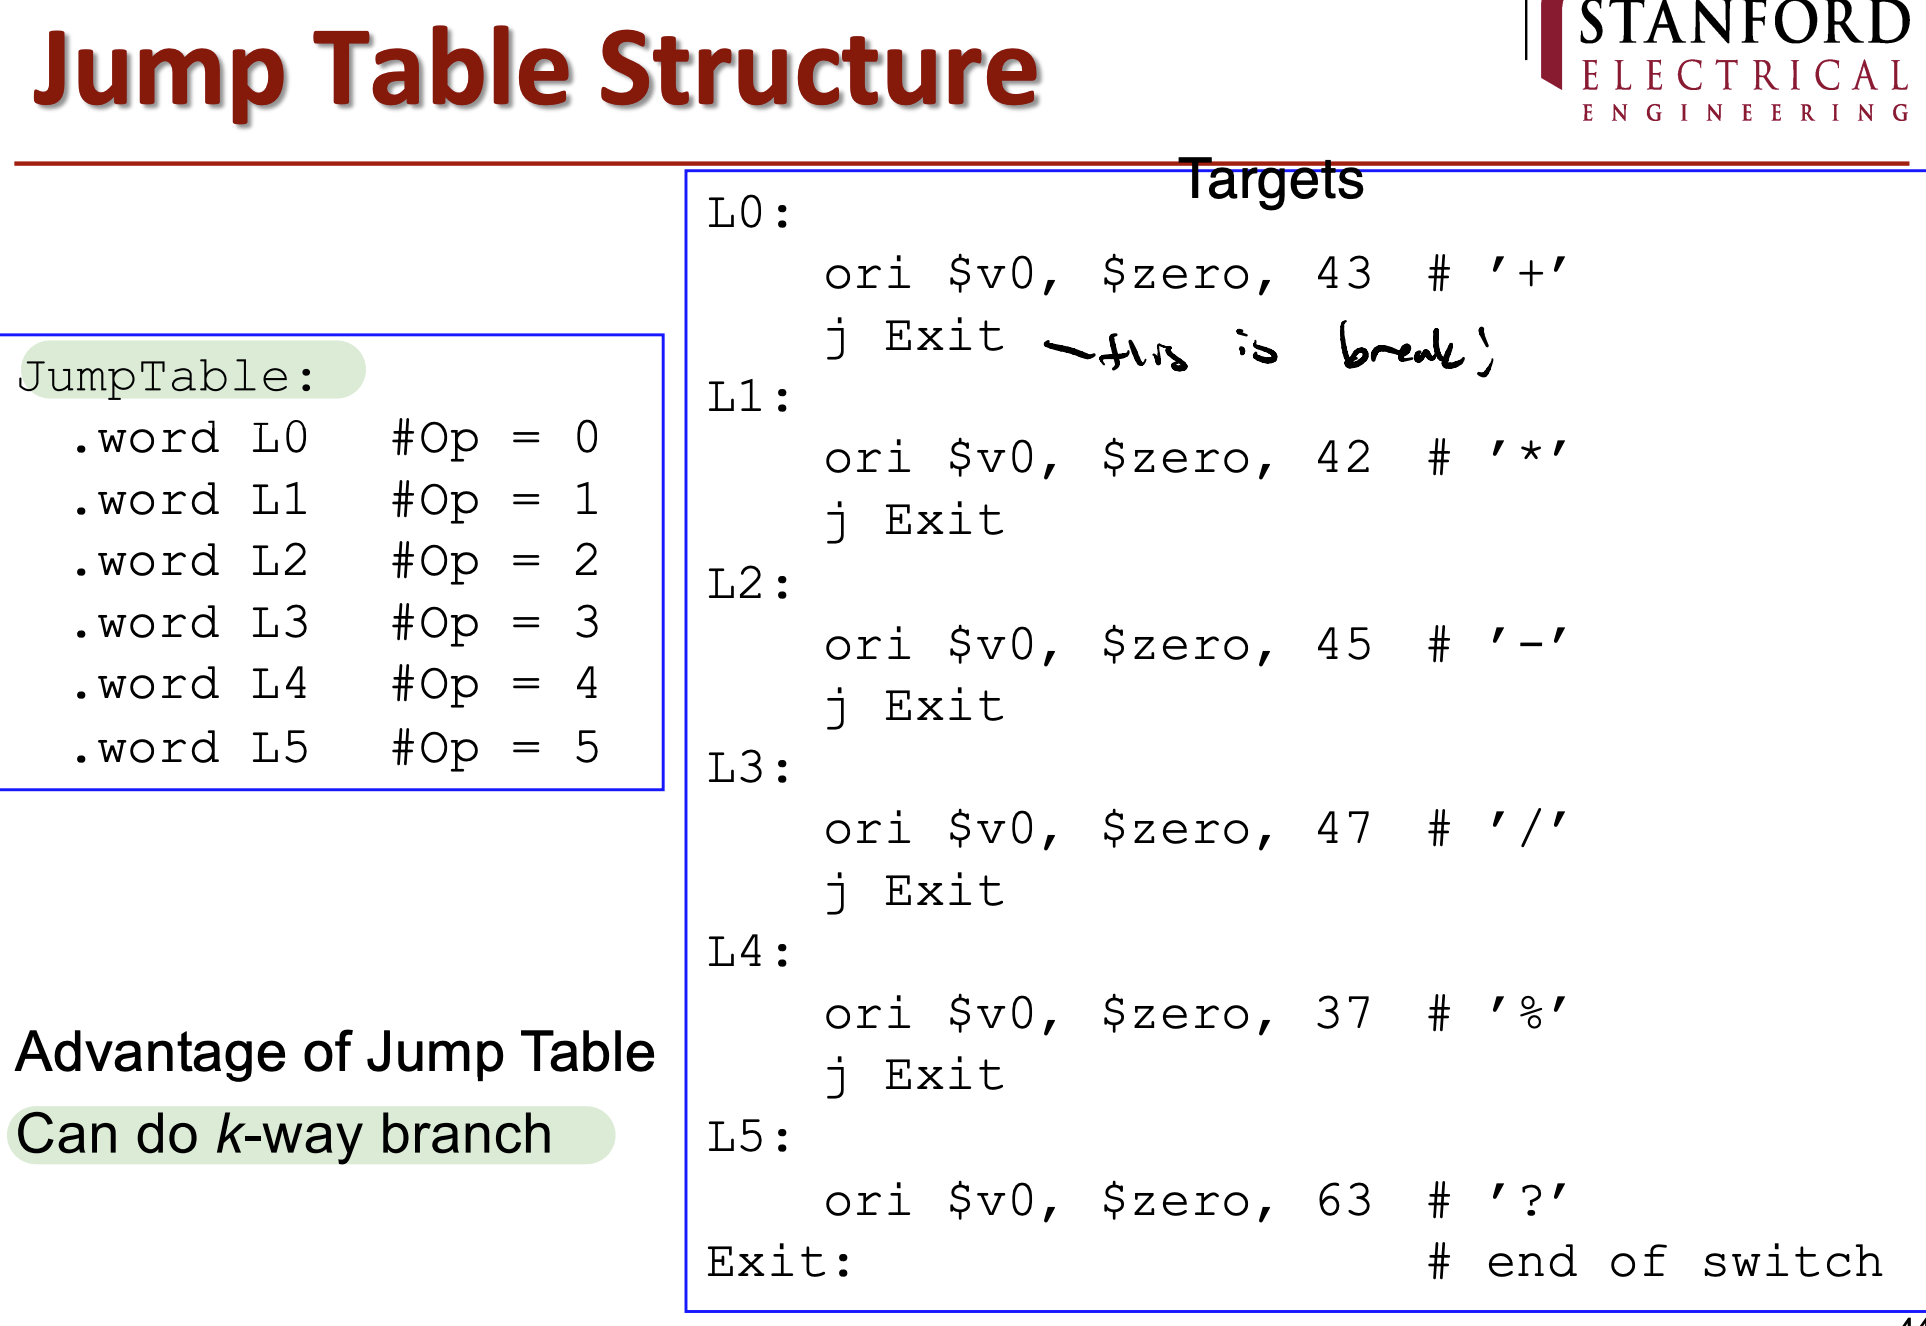 Jump Table Structure
STANFORD
ELECTRICAL
ENGINEERING
JumpTable:
.word L0 #Op = 0
.word L1 #Op = 1
.word L2 #Op = 2
.word L3 #Op = 3
.word L4 #Op = 4
.word L5 #Op = 5
Advantage of Jump Table
Can do k-way branch
Targets
L0:
ori $v0, $zero, 43 # '+'
j Exit – this is break;
L1:
ori $v0, $zero, 42 # '*'
j Exit
L2:
ori $v0, $zero, 45 # '-'
j Exit
L3:
ori $v0, $zero, 47 # '/'
j Exit
L4:
ori $v0, $zero, 37 # '%'
j Exit
L5:
ori $v0, $zero, 63 # '?'
Exit: # end of switch